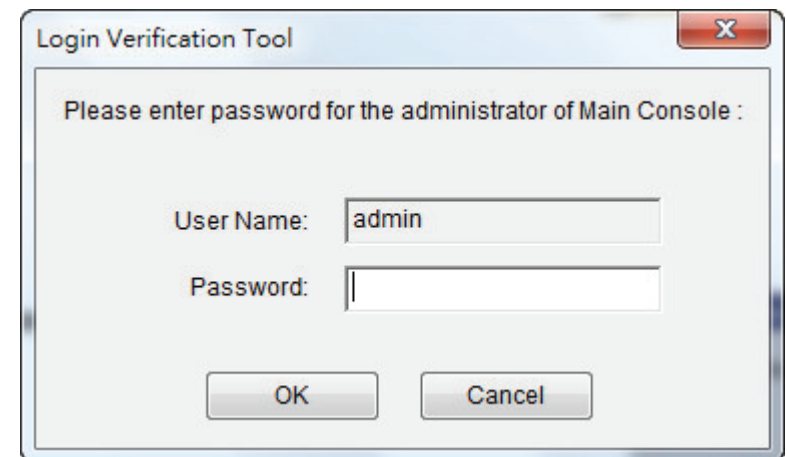 Login Verification Tool
Please enter password for the administrator of Main Console :
User Name: admin
Password:
OK Cancel